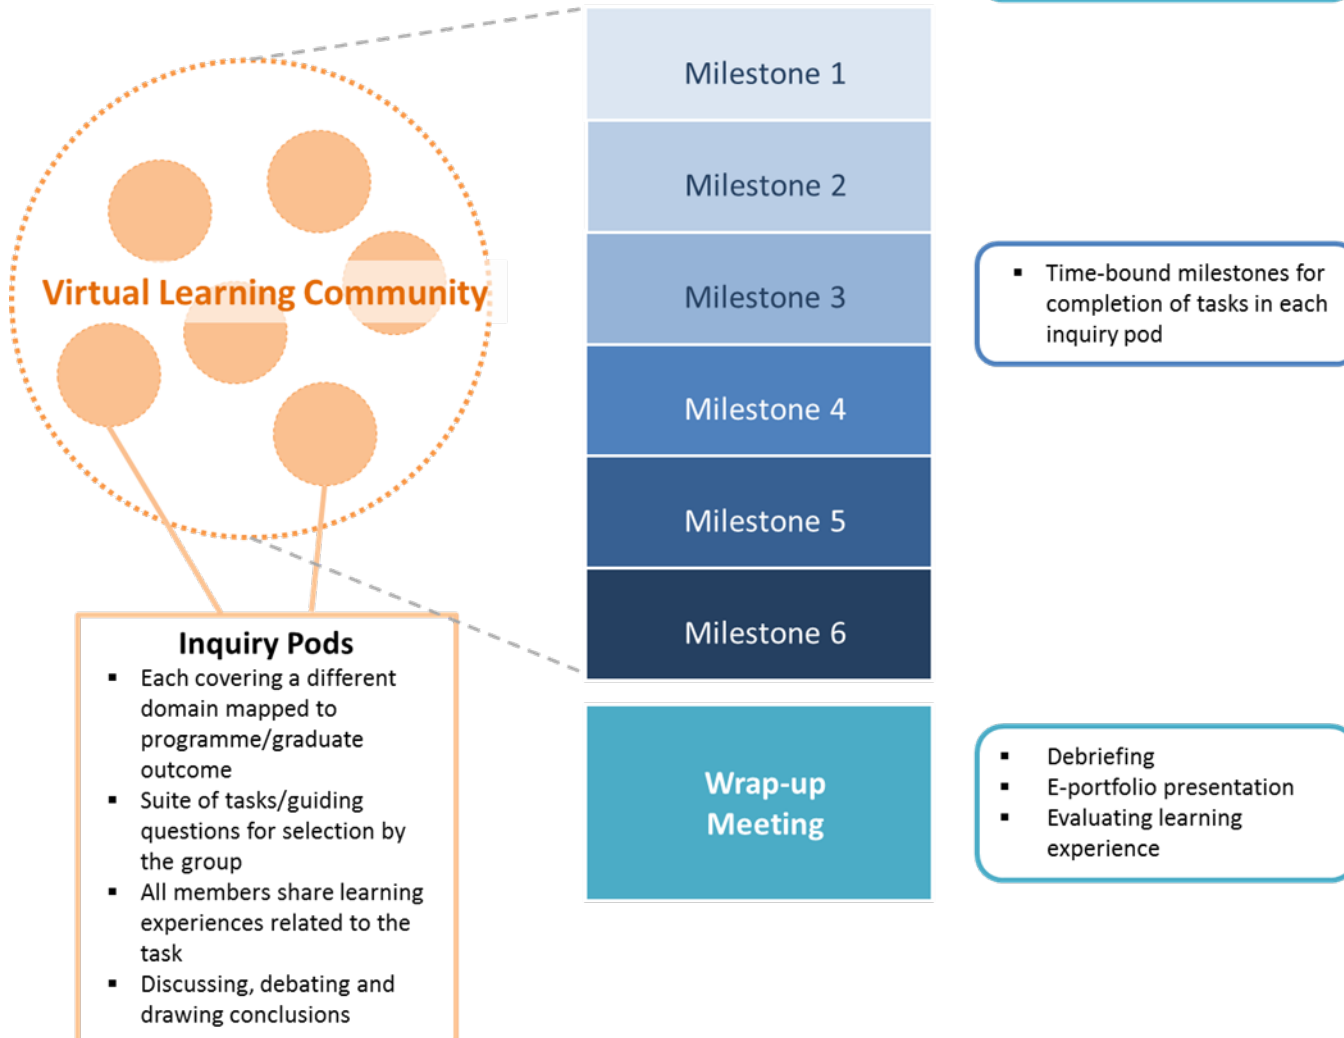 Virtual Learning Community
Inquiry Pods
▪ Each covering a different
domain mapped to
programme/graduate
outcome
▪ Suite of tasks/guiding
questions for selection by
the group
▪ All members share learning
experiences related to the
task
▪ Discussing, debating and
drawing conclusions
Milestone 1
Milestone 2
Milestone 3
Milestone 4
Milestone 5
Milestone 6
Wrap-up
Meeting
▪ Time-bound milestones for
completion of tasks in each
inquiry pod
▪ Debriefing
▪ E-portfolio presentation
▪ Evaluating learning
experience